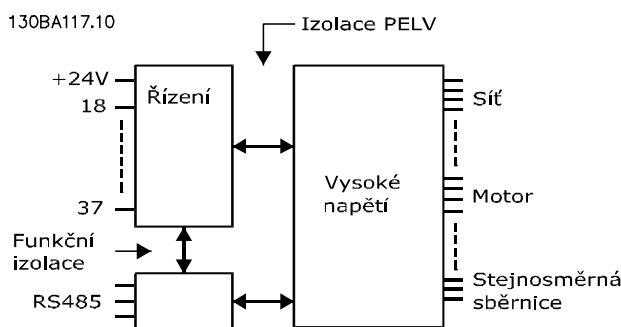 130BA117.10
Izolace PELV
+24V
18
37
Řízení
Vysoké
napětí
Síť
Motor
Stejnosměrná
sběrnice
Funkční
izolace
RS485